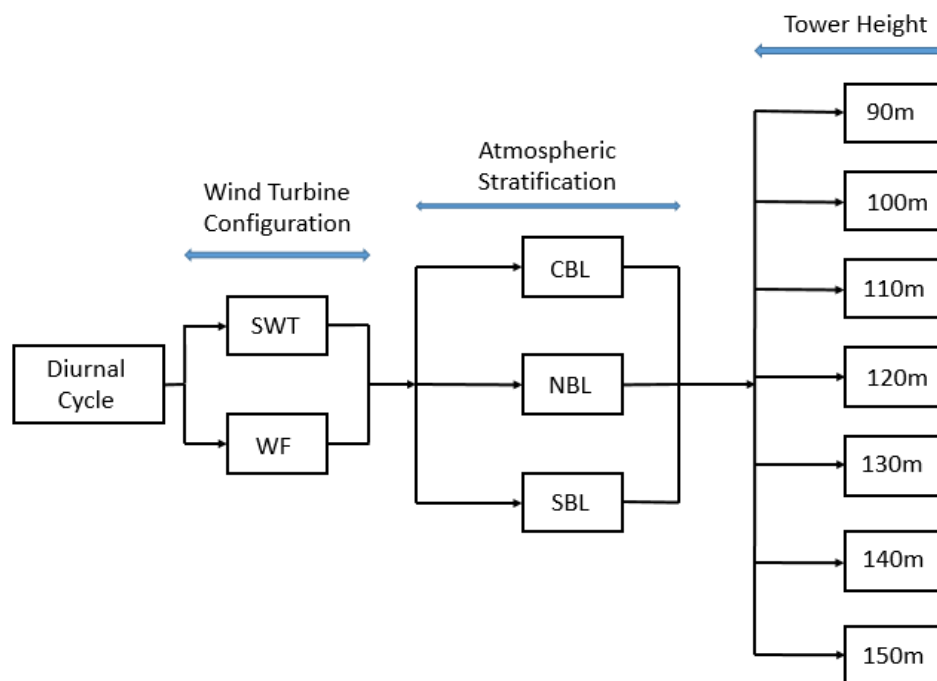 Tower Height
90m
Atmospheric
Stratification
Wind Turbine
Configuration
100m
CBL
110m
SWT
Diurnal
Cycle
NBL
120m
WF
130m
SBL
140m
150m